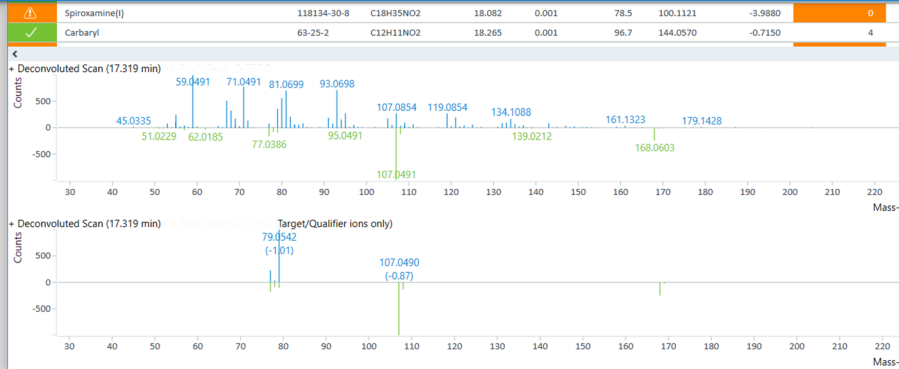 Spiroxamine(I) 118134-30-8 C18H35NO2 18.082 0.001 78.5 100.1121 -3.9880 0
Carbaryl 63-25-2 C12H11NO2 18.265 0.001 96.7 144.0570 -0.7150 4
+ Deconvoluted Scan (17.319 min)
Counts
59.0491 71.0491 81.0699 93.0698
500 107.0854 119.0854 134.1088
45.0335 161.1323 179.1428
0
51.0229 62.0185 77.0386 95.0491 139.0212 168.0603
-500
107.0491
30 40 50 60 70 80 90 100 110 120 130 140 150 160 170 180 190 200 210 220
Mass-
+ Deconvoluted Scan (17.319 min) Target/Qualifier ions only)
Counts
79.0542
(-1.01)
500
107.0490
(-0.87)
0
-500
30 40 50 60 70 80 90 100 110 120 130 140 150 160 170 180 190 200 210 220
Mass-